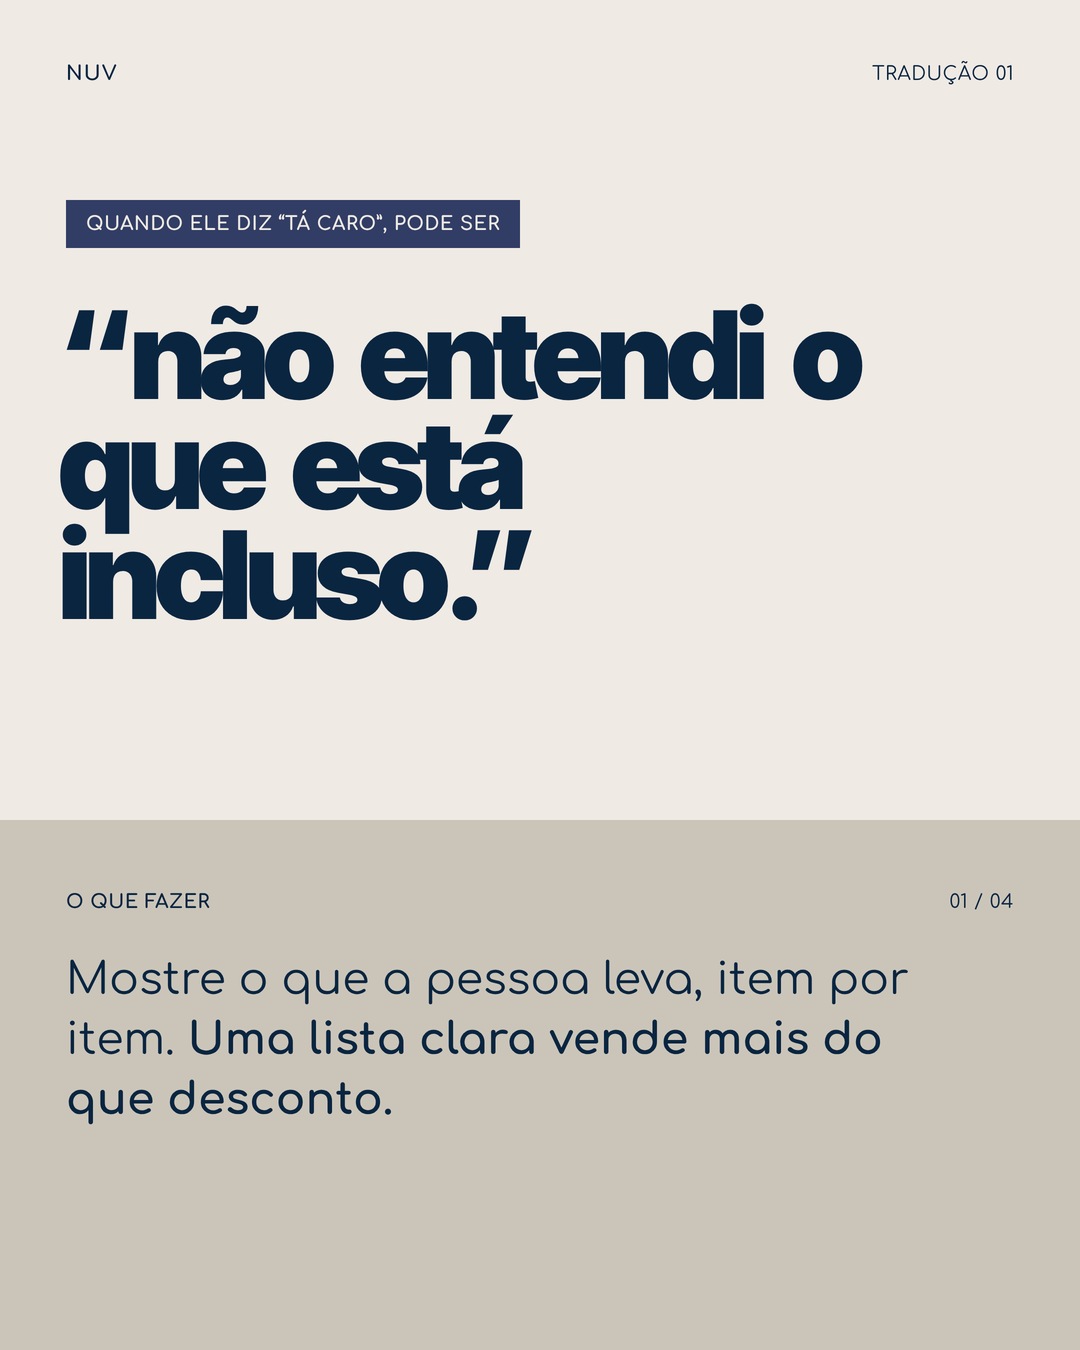 NUV
TRADUÇÃO 01
QUANDO ELE DIZ “TÁ CARO”, PODE SER
“não entendi o
que está
incluso.”
O QUE FAZER
01 / 04
Mostre o que a pessoa leva, item por
item. Uma lista clara vende mais do
que desconto.